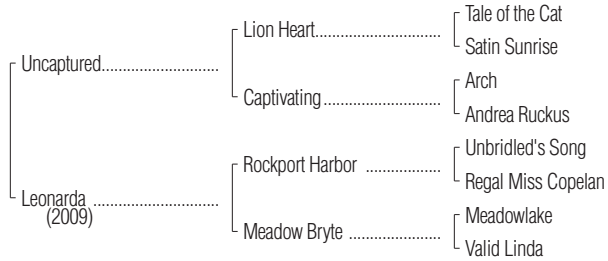 Tale of the Cat
Lion Heart
Satin Sunrise
Uncaptured
Arch
Captivating
Andrea Ruckus
Unbridled's Song
Rockport Harbor
Regal Miss Copelan
Leonarda
(2009)
Meadowlake
Meadow Bryte
Valid Linda